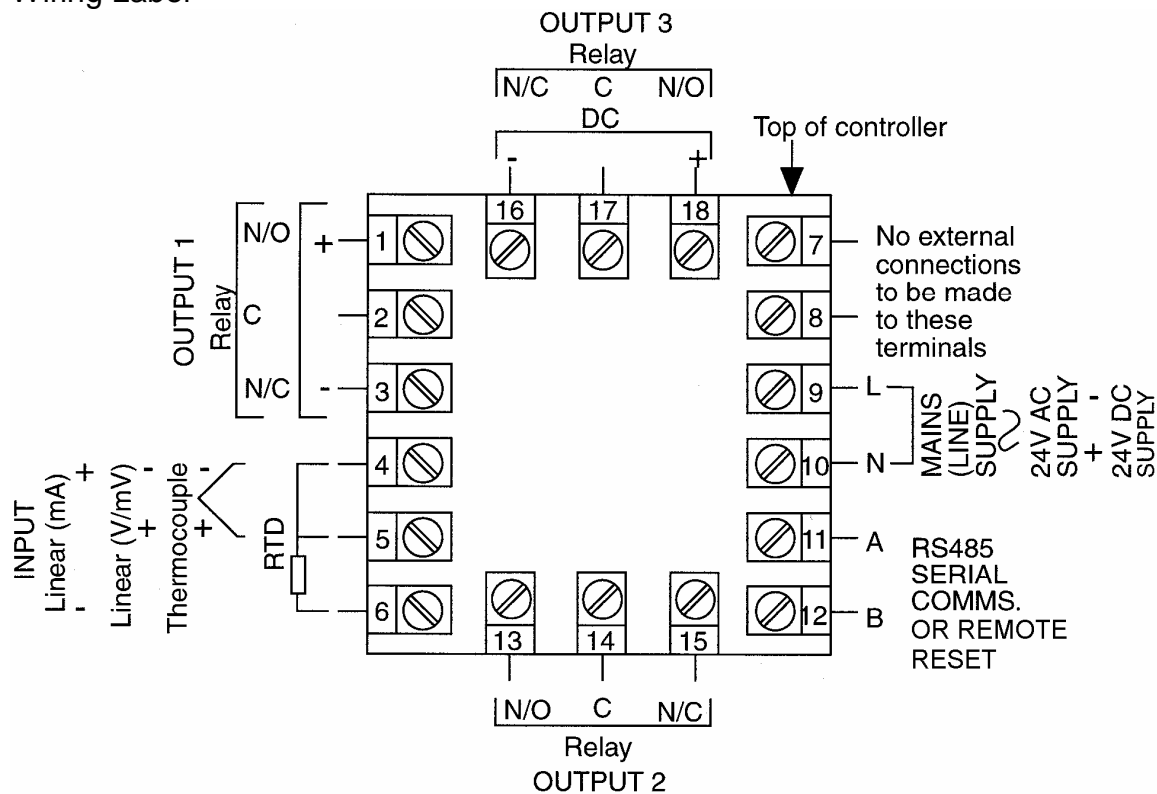 Wiring Label
OUTPUT 3
Relay
N/C C N/O
DC
- +
Top of controller
16 17 18
OUTPUT 1
Relay
N/O
C
N/C
+
-
1
2
3
4
5
6
7
8
9
10
11
12
No external
connections
to be made
to these
terminals
L
N
MAINS
(LINE)
SUPPLY
24V AC
SUPPLY
- +
24V DC
SUPPLY
A
B
RS485
SERIAL
COMMS.
OR REMOTE
RESET
INPUT
Linear (mA)
- +
Linear (V/mV)
+ -
Thermocouple
+ -
RTD
13 14 15
N/O C N/C
Relay
OUTPUT 2